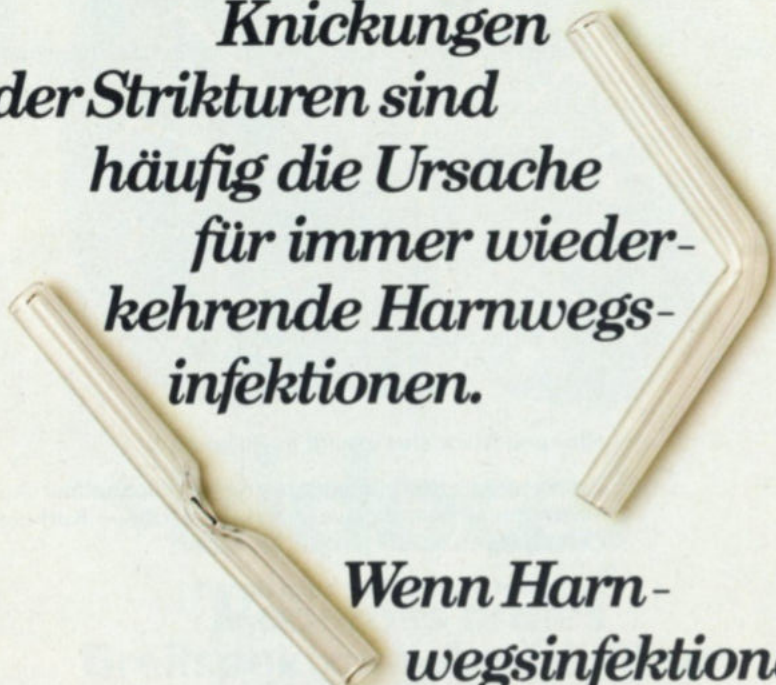 Knickungen
der Strikturen sind
häufig die Ursache
für immer wieder-
kehrende Harnwegs-
infektionen.
Wenn Harn-
wegsinfektion